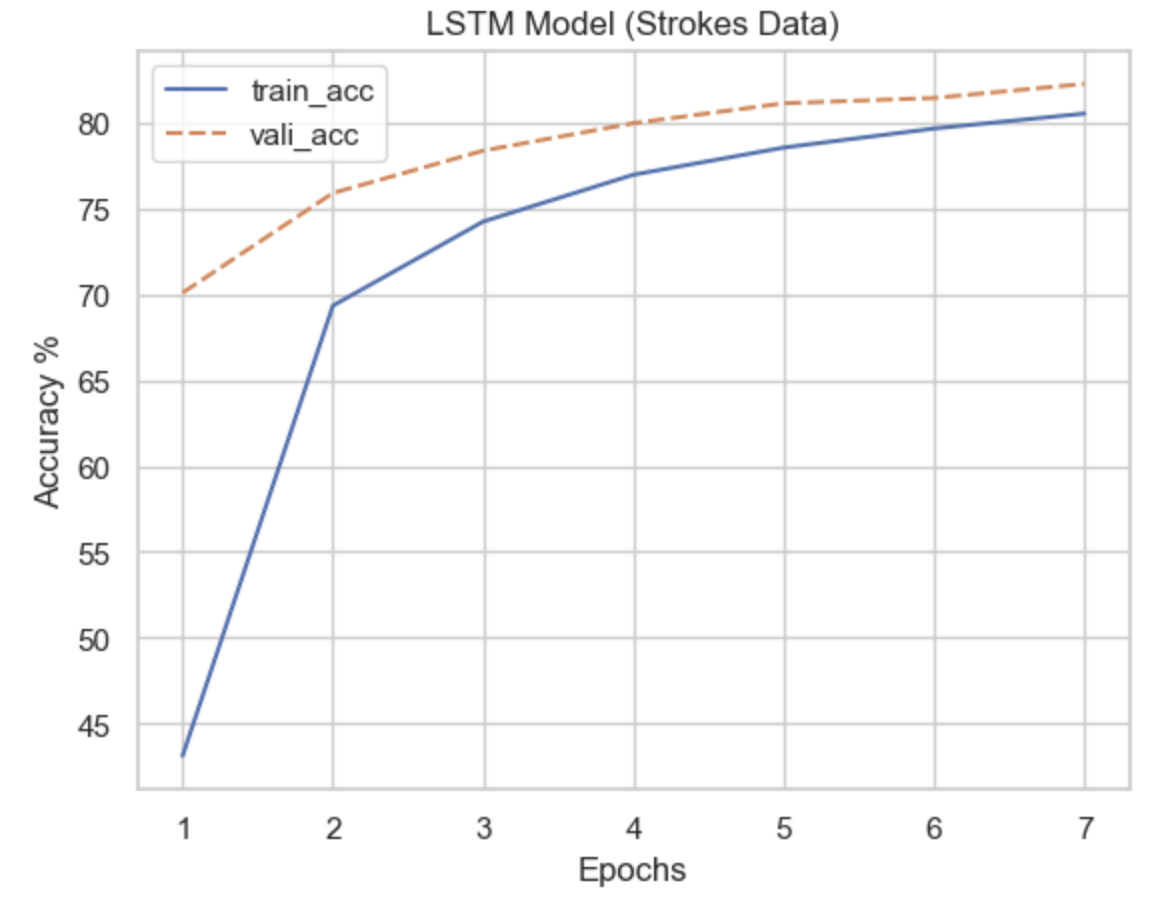 LSTM Model (Strokes Data)
train_acc
vali_acc
80
75
70
65
60
55
50
45
Accuracy %
1 2 3 4 5 6 7
Epochs